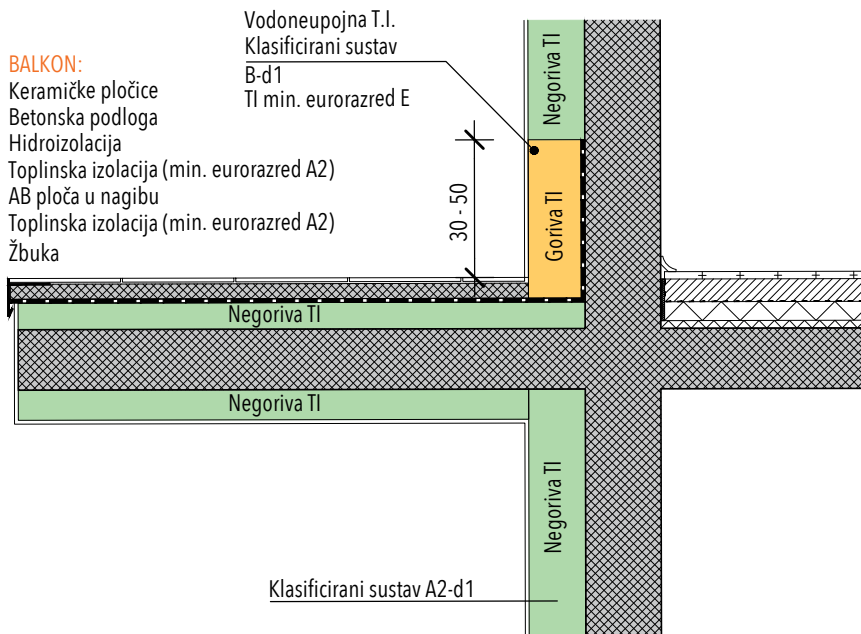 Vodoneupojna T.I.
Klasificirani sustav
B-d1
TI min. eurorazred E
BALKON:
Keramičke pločice
Betonska podloga
Hidroizolacija
Toplinska izolacija (min. eurorazred A2)
AB ploča u nagibu
Toplinska izolacija (min. eurorazred A2)
Žbuka
Negoriva TI
30 - 50
Goriva TI
Negoriva TI
Negoriva TI
Negoriva TI
Klasificirani sustav A2-d1